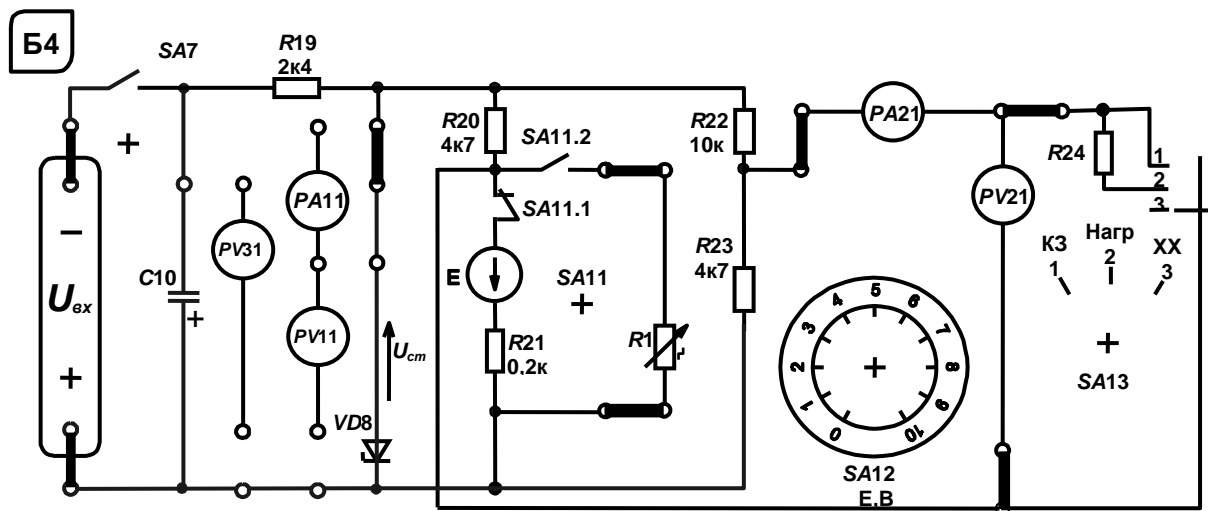 Б4
SA7
R19
2к4
+
R20
4к7
SA11.2
R22
10к
PA21
R24
1
2
3
PA11
SA11.1
PV21
PV31
−
Uвх
+
C10
+
E
SA11
+
R23
4к7
КЗ
1
Нагр
2
ХХ
3
PV11
Uст
R21
0,2к
R1
0 1 2 3 4 5 6 7 8 9 10
+
+
SA13
VD8
SA12
Е,В